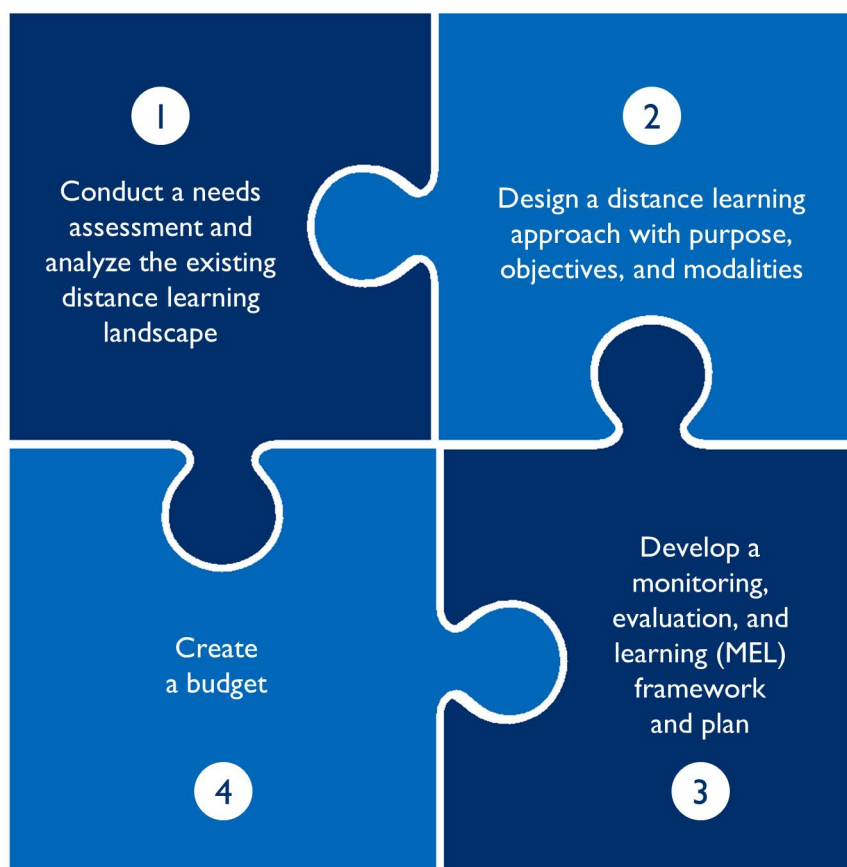 1
Conduct a needs
assessment and
analyze the existing
distance learning
landscape
2
Design a distance learning
approach with purpose,
objectives, and modalities
Develop a
monitoring,
evaluation, and
learning (MEL)
framework
and plan
3
Create
a budget
4